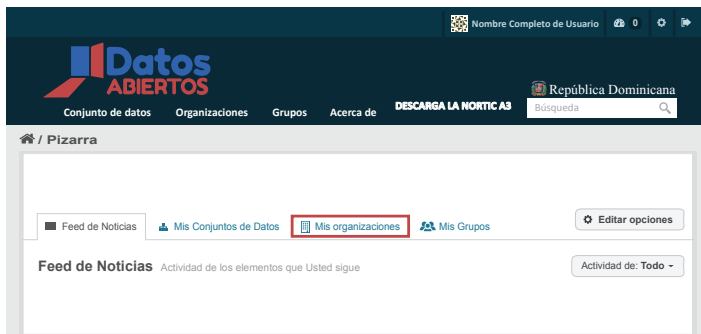 Nombre Completo de Usuario 0
Datos
ABIERTOS
República Dominicana
Conjunto de datos Organizaciones Grupos Acerca de DESCARGA LA NORTIC A3 Búsqueda
/ Pizarra
Feed de Noticias Mis Conjuntos de Datos Mis organizaciones Mis Grupos Editar opciones
Feed de Noticias Actividad de los elementos que Usted sigue Actividad de: Todo